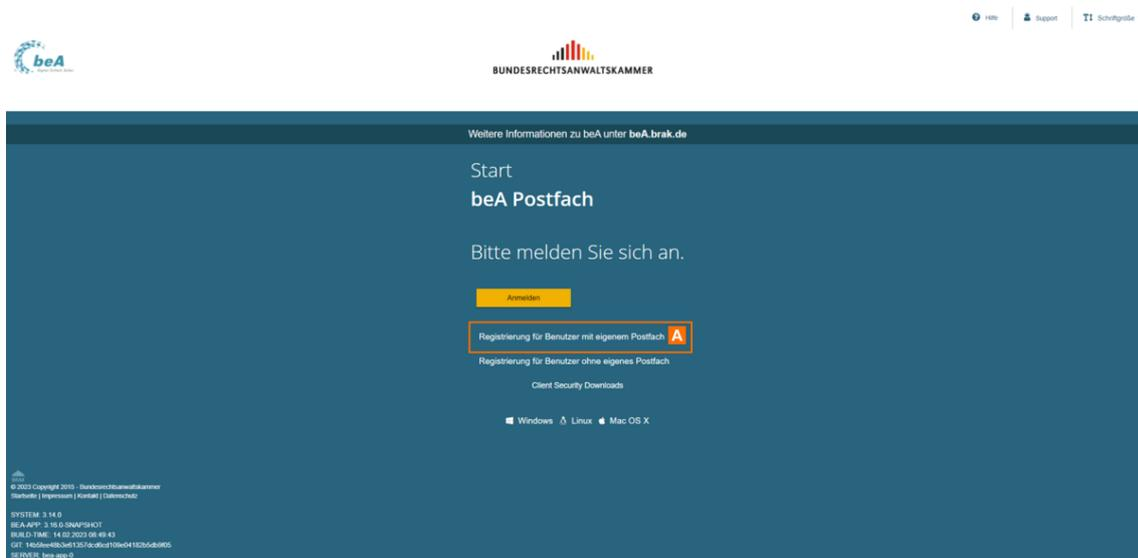 Hilfe
Support
Schriftgröße
beA
BUNDESRECHTSANWALTSKAMMER
Weitere Informationen zu beA unter beA.brak.de
Start
beA Postfach
Bitte melden Sie sich an.
Anmelden
Registrierung für Benutzer mit eigenem Postfach A
Registrierung für Benutzer ohne eigenes Postfach
Client Security Downloads
Windows Linux Mac OS X
© 2023 Copyright 2015 - Bundesrechtsanwaltskammer
Startseite | Impressum | Kontakt | Datenschutz
SYSTEM: 3.14.0
BEA-APP: 3.16.0-SNAPSHOT
BUILD-TIME: 14.02.2023 08:49:43
GIT:
SERVER: bea-app-0